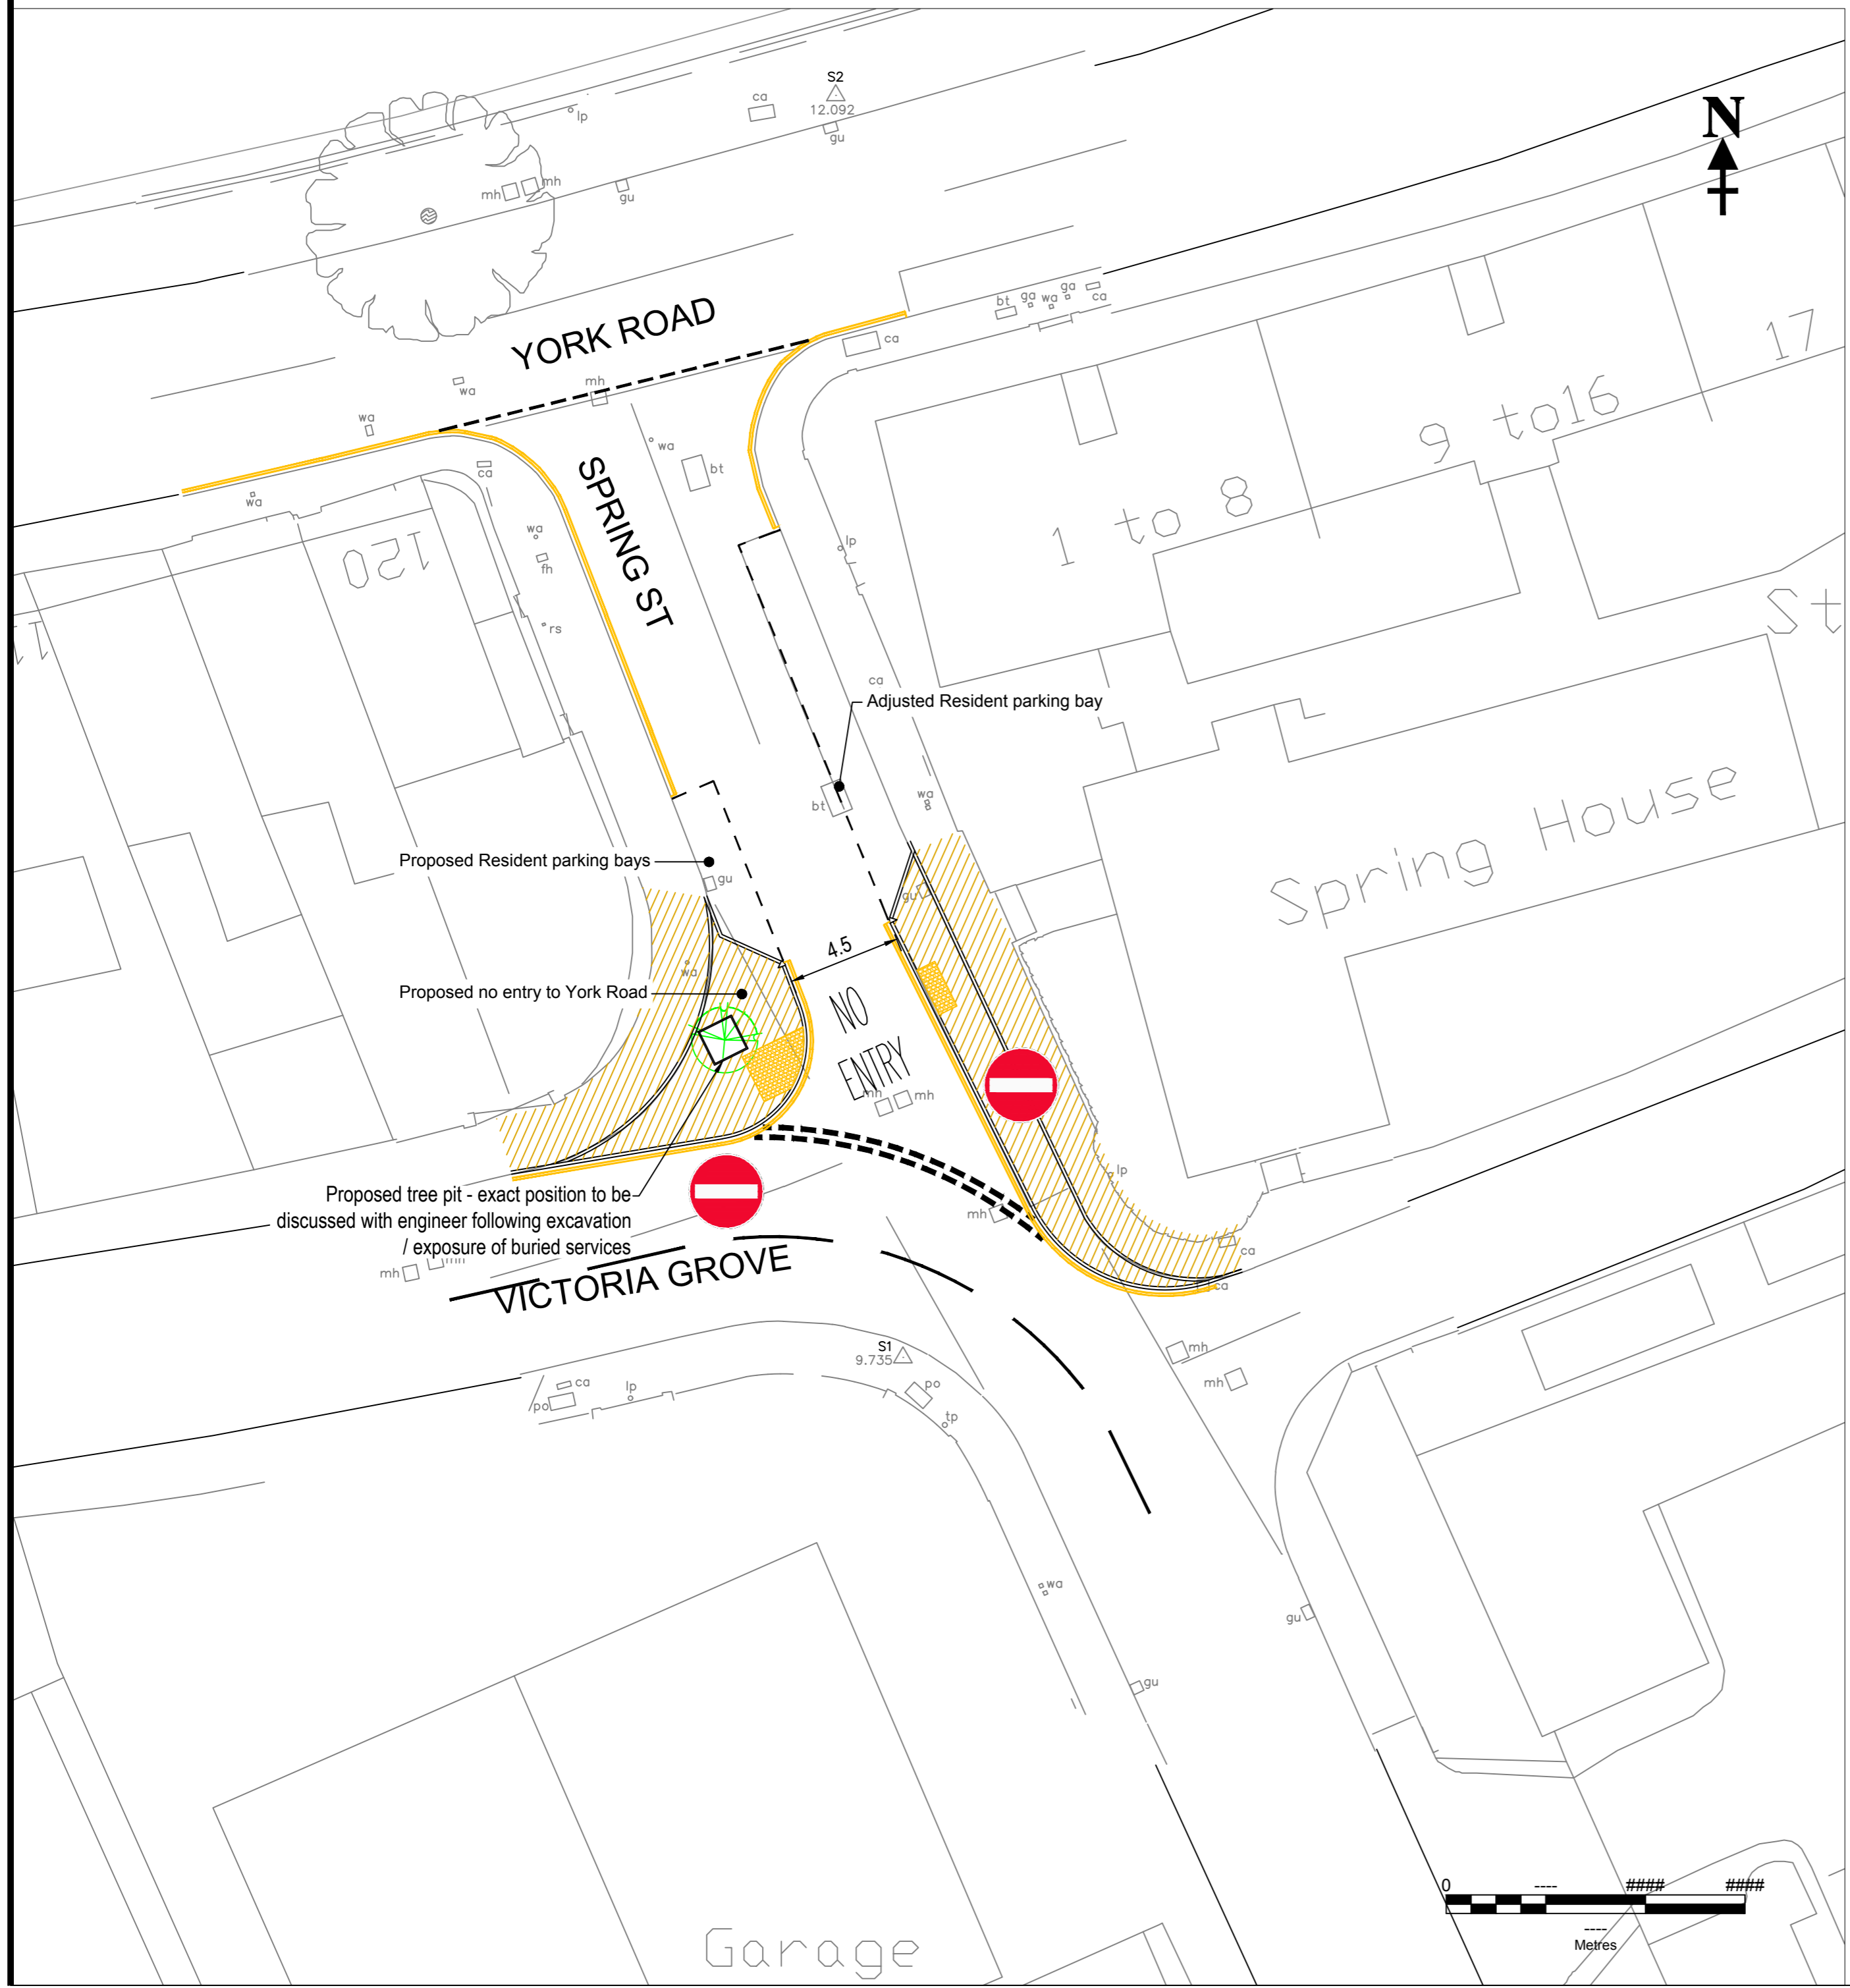 S2
ca
12.092
lp
gu
N
mh
mh
gu
YORK ROAD
bt
ga
wa
ga
ca
ca
17
mh
wa
wa
9 to16
wa
bt
ca
wa
SPRING ST
1 to 8
wa
fh
lp
120
St
rs
11
ca
Adjusted Resident parking bay
bt
wa
Spring House
Proposed Resident parking bays
gu
gu
4.5
wa
Proposed no entry to York Road
NO
ENTRY
mh
mh
lp
Proposed tree pit - exact position to be
discussed with engineer following excavation
/ exposure of buried services
mh
mh
mh
ca
ca
VICTORIA GROVE
S1
9.735
mh
mh
ca
po
lp
po
tp
wa
gu
gu
0
----
####
####
----
Metres
Garage